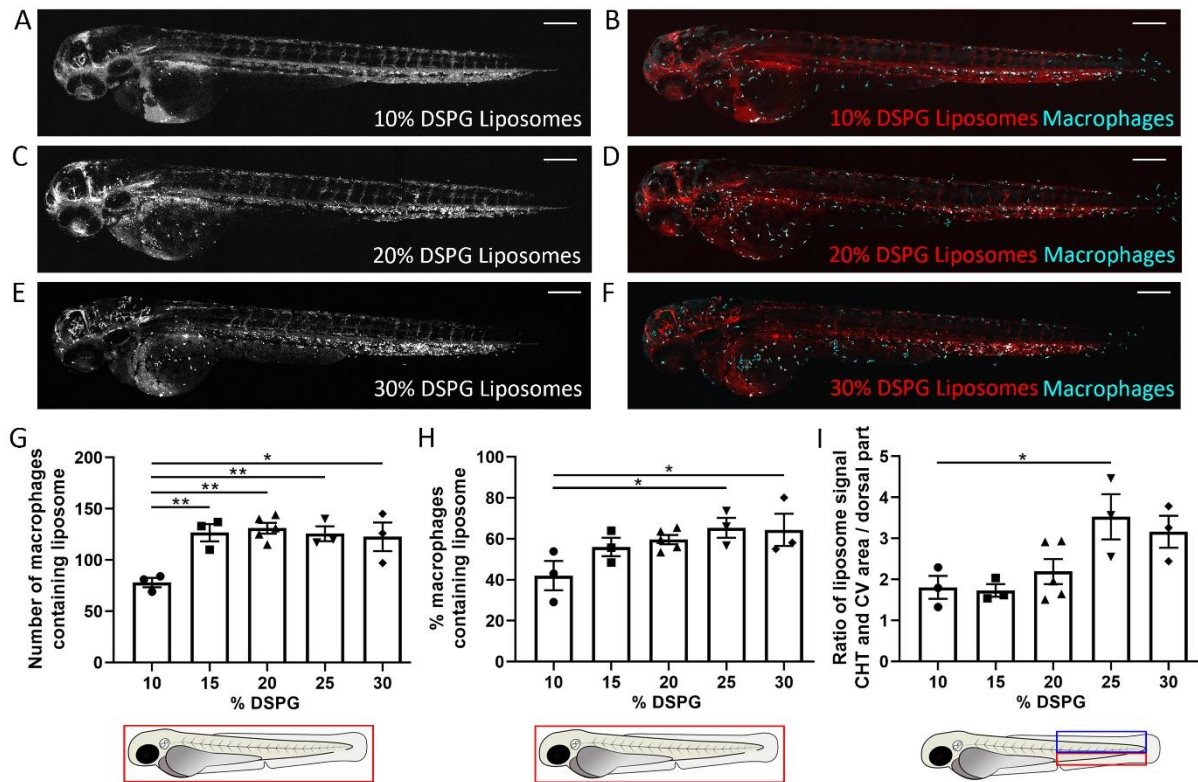 A
10% DSPG Liposomes
B
10% DSPG Liposomes Macrophages
C
20% DSPG Liposomes
D
20% DSPG Liposomes Macrophages
E
30% DSPG Liposomes
F
30% DSPG Liposomes Macrophages
G
Number of macrophages
containing liposome
200
150
100
50
0
*
**
**
**
10 15 20 25 30
% DSPG
H
% macrophages
containing liposome
100
80
60
40
20
0
*
*
10 15 20 25 30
% DSPG
I
Ratio of liposome signal
CHT and CV area / dorsal part
5
4
3
2
1
0
*
10 15 20 25 30
% DSPG